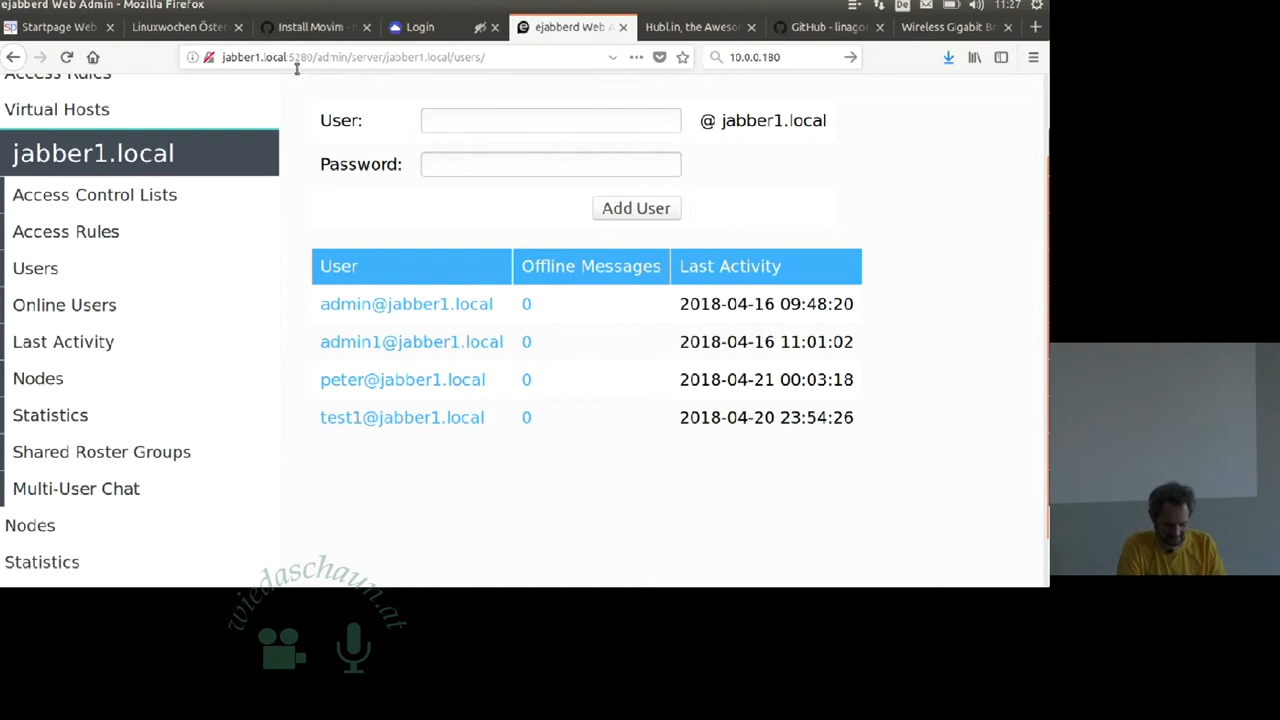 ejabberd Web Admin - Mozilla Firefox
De
11:27
Startpage Web
Linuxwochen Öster
Install Movim -
Login
ejabberd Web A
Hubl.in, the Aweso
GitHub - linago
Wireless Gigabit Br
jabber1.local:5280/admin/server/jabber1.local/users/
10.0.0.180
Access Rules
Virtual Hosts
jabber1.local
Access Control Lists
Access Rules
Users
Online Users
Last Activity
Nodes
Statistics
Shared Roster Groups
Multi-User Chat
Nodes
Statistics
User:
@ jabber1.local
Password:
Add User
User Offline Messages Last Activity
admin@jabber1.local 0 2018-04-16 09:48:20
admin1@jabber1.local 0 2018-04-16 11:01:02
peter@jabber1.local 0 2018-04-21 00:03:18
test1@jabber1.local 0 2018-04-20 23:54:26
wiedaschaun.at